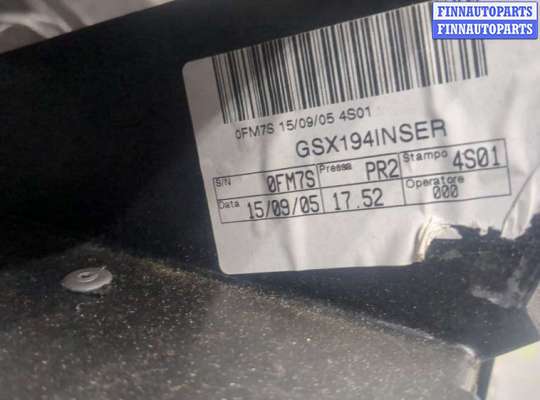 FINNAUTOPARTS
FINNAUTOPARTS
0FM7S 15/09/05 4S01
GSX194INSER
S/N 0FM7S Pressa PR2 Stampo 4S01
Data 15/09/05 17.52 Operatore 000